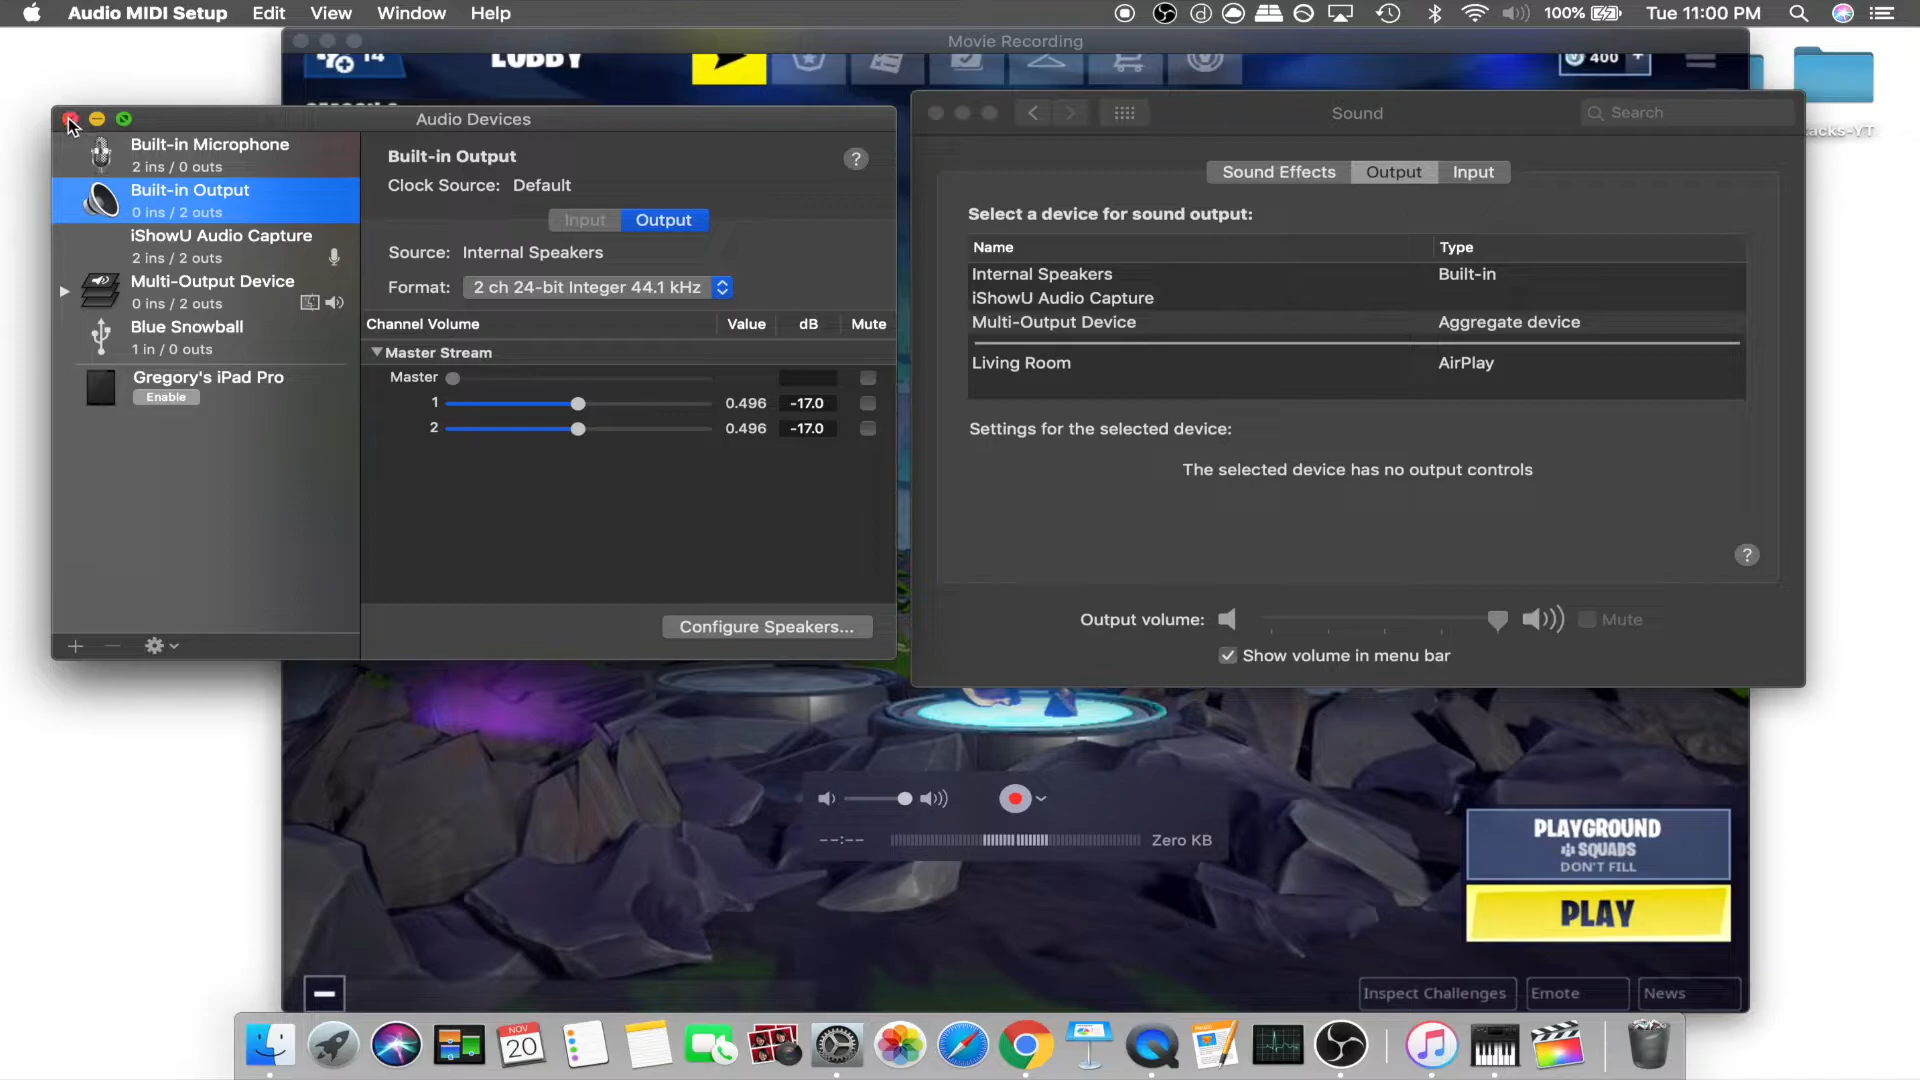 Audio MIDI Setup Edit View Window Help
100% Tue 11:00 PM
Movie Recording
14 LOBBY 400
Audio Devices
Built-in Microphone
2 ins / 0 outs
Built-in Output
0 ins / 2 outs
iShowU Audio Capture
2 ins / 2 outs
Multi-Output Device
0 ins / 2 outs
Blue Snowball
1 in / 0 outs
Gregory's iPad Pro
Enable
Built-in Output
?
Clock Source: Default
Input Output
Source: Internal Speakers
Format: 2 ch 24-bit Integer 44.1 kHz
Channel Volume Value dB Mute
Master Stream
Master
1 0.496 -17.0
2 0.496 -17.0
Configure Speakers...
Sound
Search
acks-YT
Sound Effects Output Input
Select a device for sound output:
Name Type
Internal Speakers Built-in
iShowU Audio Capture
Multi-Output Device Aggregate device
Living Room AirPlay
Settings for the selected device:
The selected device has no output controls
?
Output volume: Mute
Show volume in menu bar
--:-- Zero KB
PLAYGROUND
SQUADS
DON'T FILL
PLAY
Inspect Challenges Emote News
NOV
20